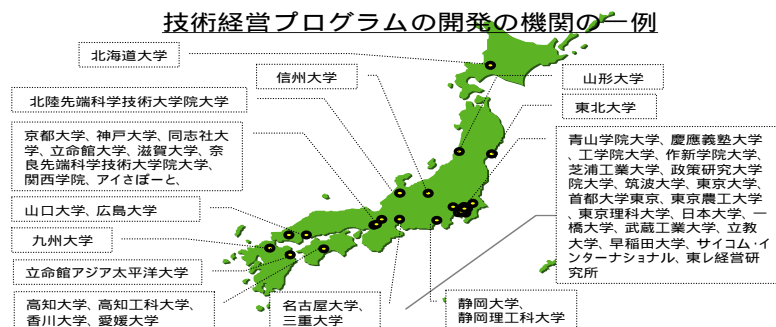 技術経営プログラムの開発の機関の一例
北海道大学
信州大学
山形大学
北陸先端科学技術大学院大学
東北大学
京都大学、神戸大学、同志社大
学、立命館大学、滋賀大学、奈
良先端科学技術大学院大学、
関西学院、アイさぽーと、
青山学院大学、慶應義塾大学
、工学院大学、作新学院大学、
芝浦工業大学、政策研究大学
院大学、筑波大学、東京大学、
首都大学東京、東京農工大学
、東京理科大学、日本大学、一
橋大学、武蔵工業大学、立教
大学、早稲田大学、サイコム・イ
ンターナショナル、東レ経営研
究所
山口大学、広島大学
九州大学
立命館アジア太平洋大学
高知大学、高知工科大学、
香川大学、愛媛大学
名古屋大学、
三重大学
静岡大学、
静岡理工科大学